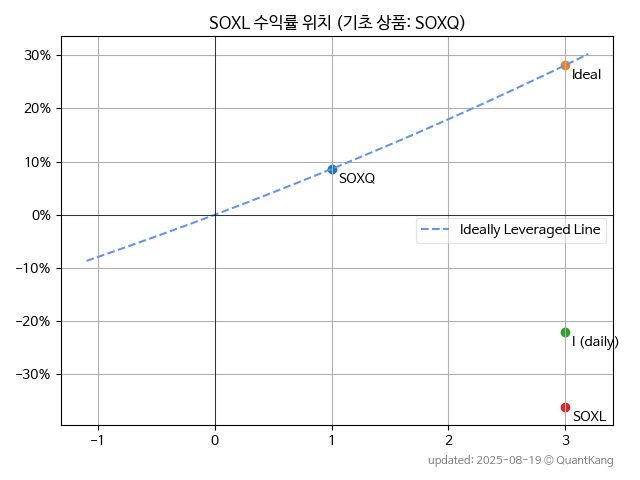 SOXL 수익률 위치 (기초 상품: SOXQ)
30%
20%
10%
0%
-10%
-20%
-30%
Ideal
SOXQ
Ideally Leveraged Line
I (daily)
SOXL
-1
0
1
2
3
updated: 2025-08-19 © QuantKang